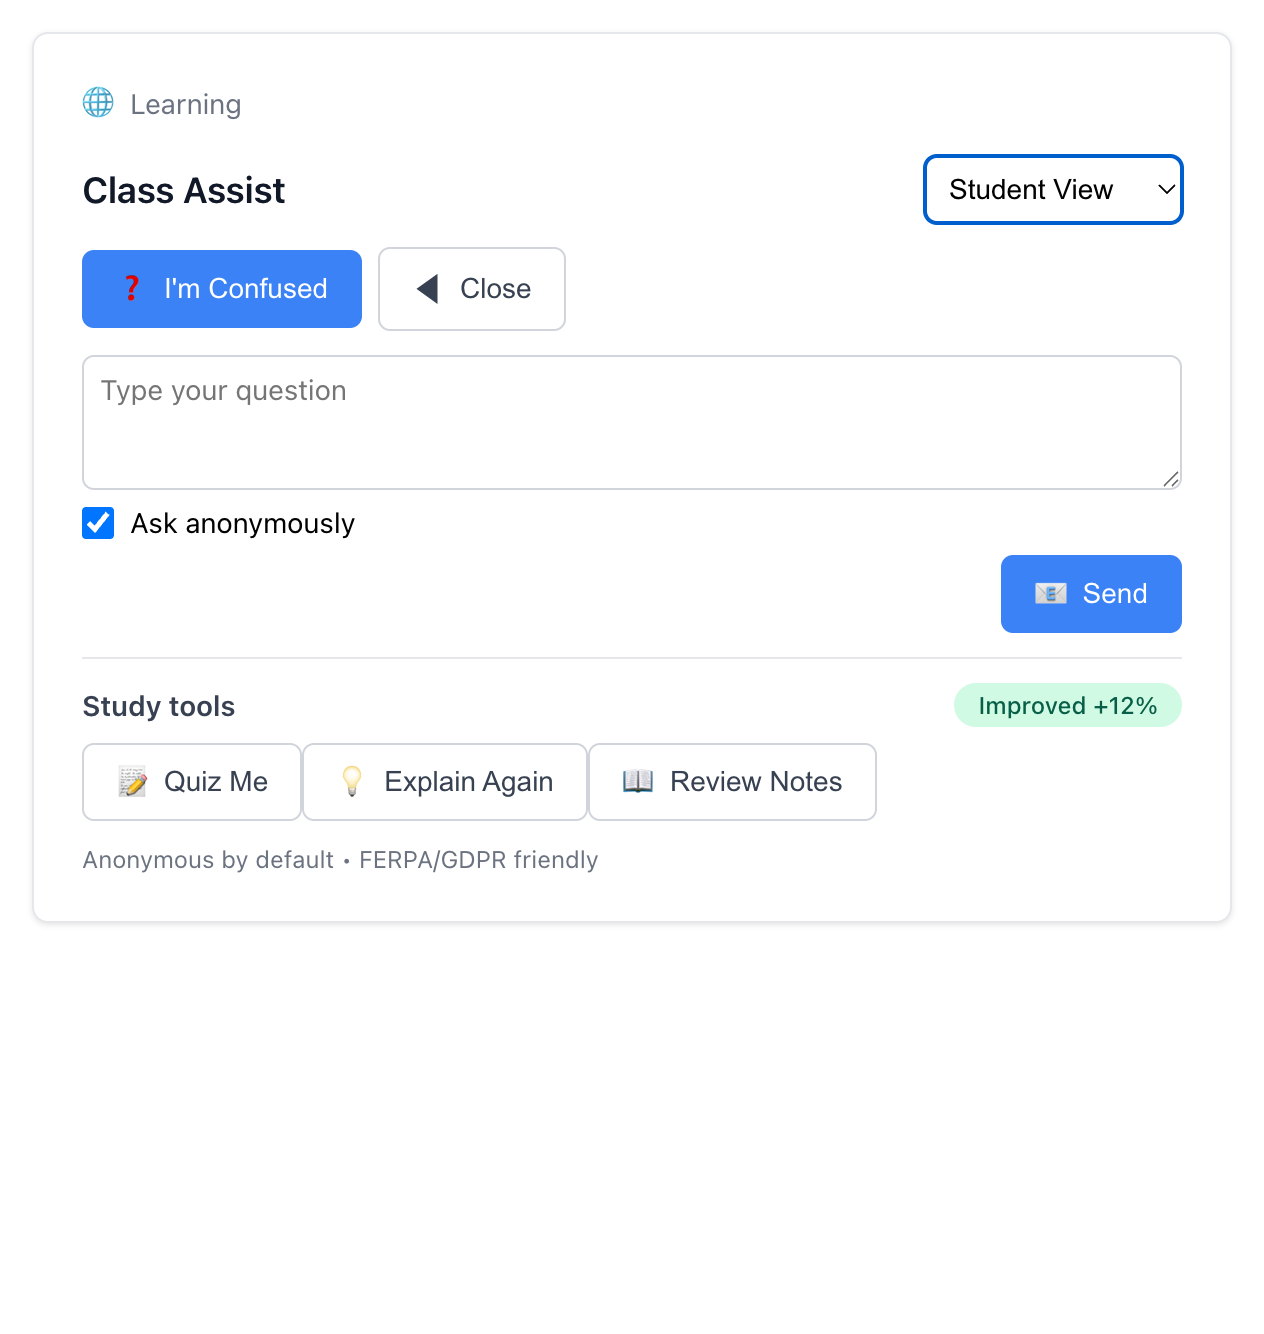 Learning
Class Assist
Student View
❓ I'm Confused
◀ Close
Type your question
Ask anonymously
📧 Send
Study tools
Improved +12%
📝 Quiz Me
💡 Explain Again
📖 Review Notes
Anonymous by default • FERPA/GDPR friendly